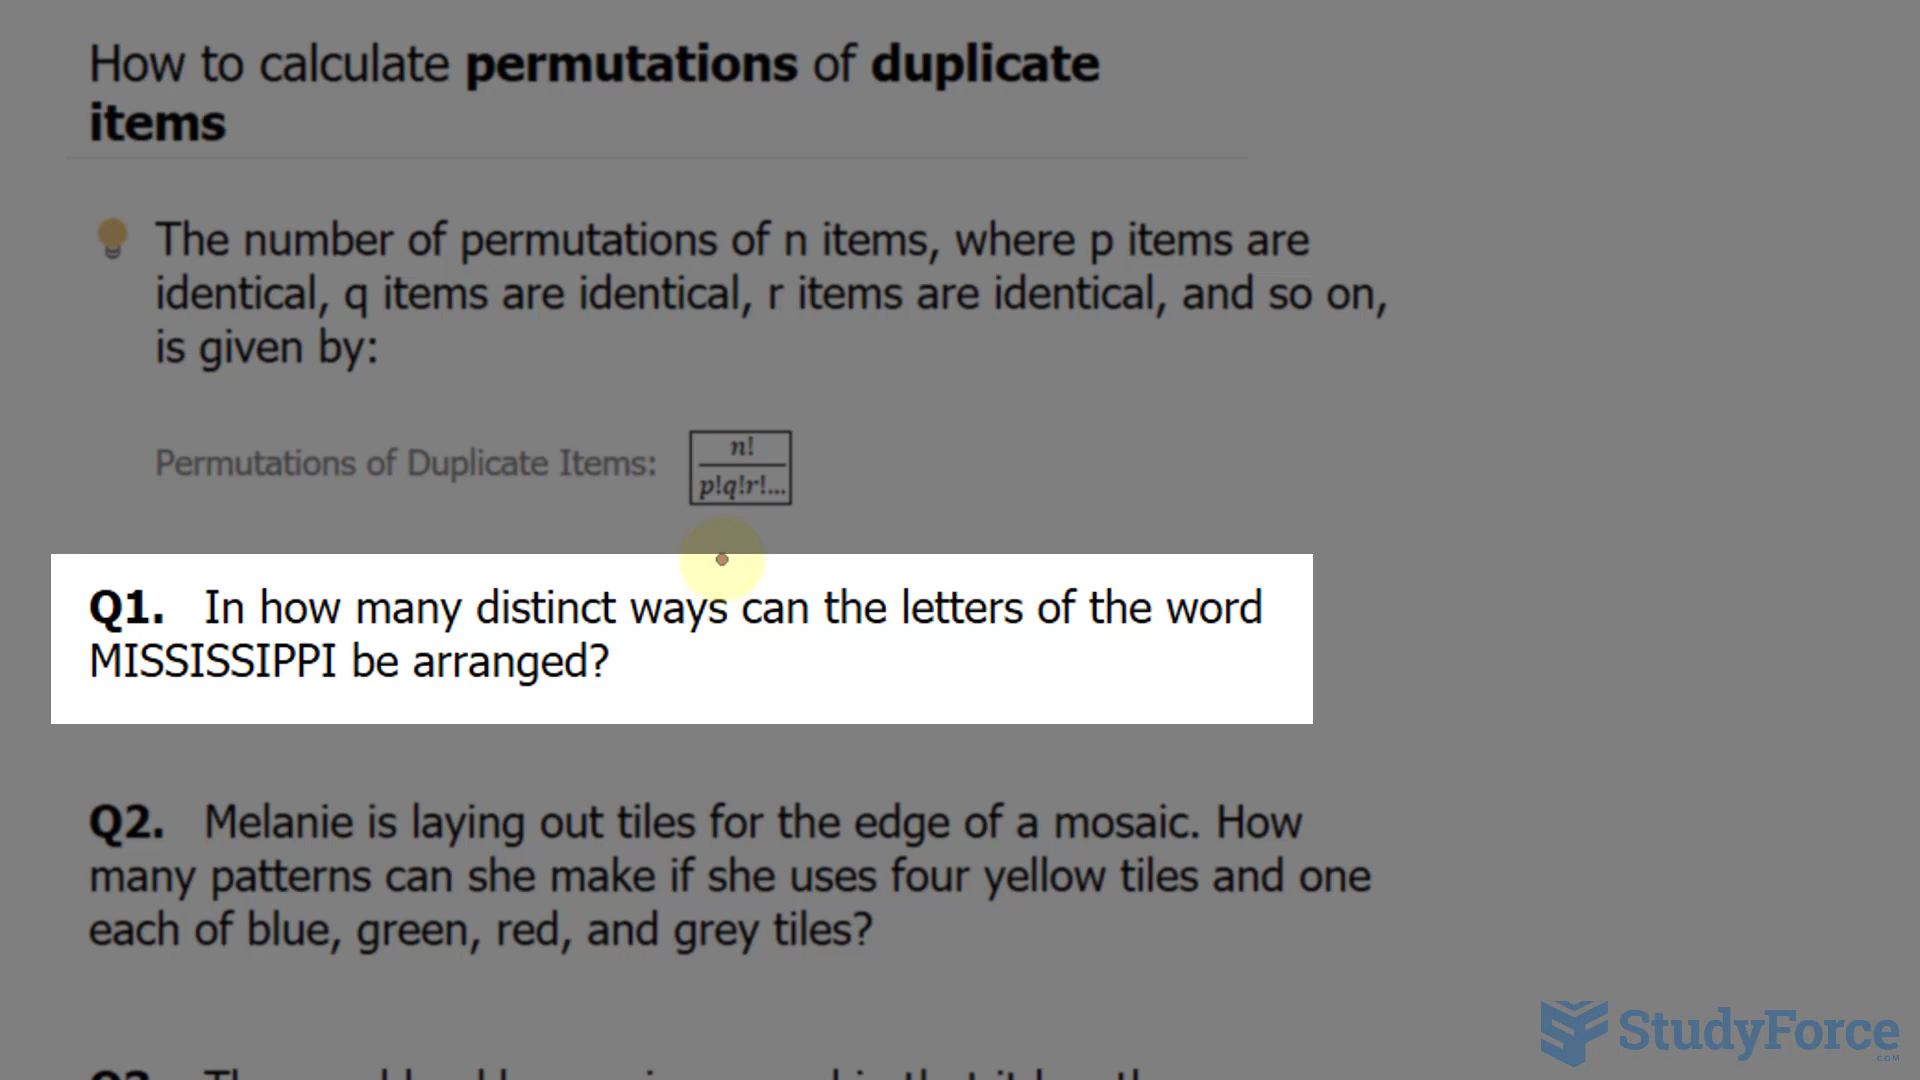 How to calculate permutations of duplicate
items
The number of permutations of n items, where p items are
identical, q items are identical, r items are identical, and so on,
is given by:
Permutations of Duplicate Items: n!
p!q!r!...
Q1. In how many distinct ways can the letters of the word
MISSISSIPPI be arranged?
Q2. Melanie is laying out tiles for the edge of a mosaic. How
many patterns can she make if she uses four yellow tiles and one
each of blue, green, red, and grey tiles?
StudyForce
.COM